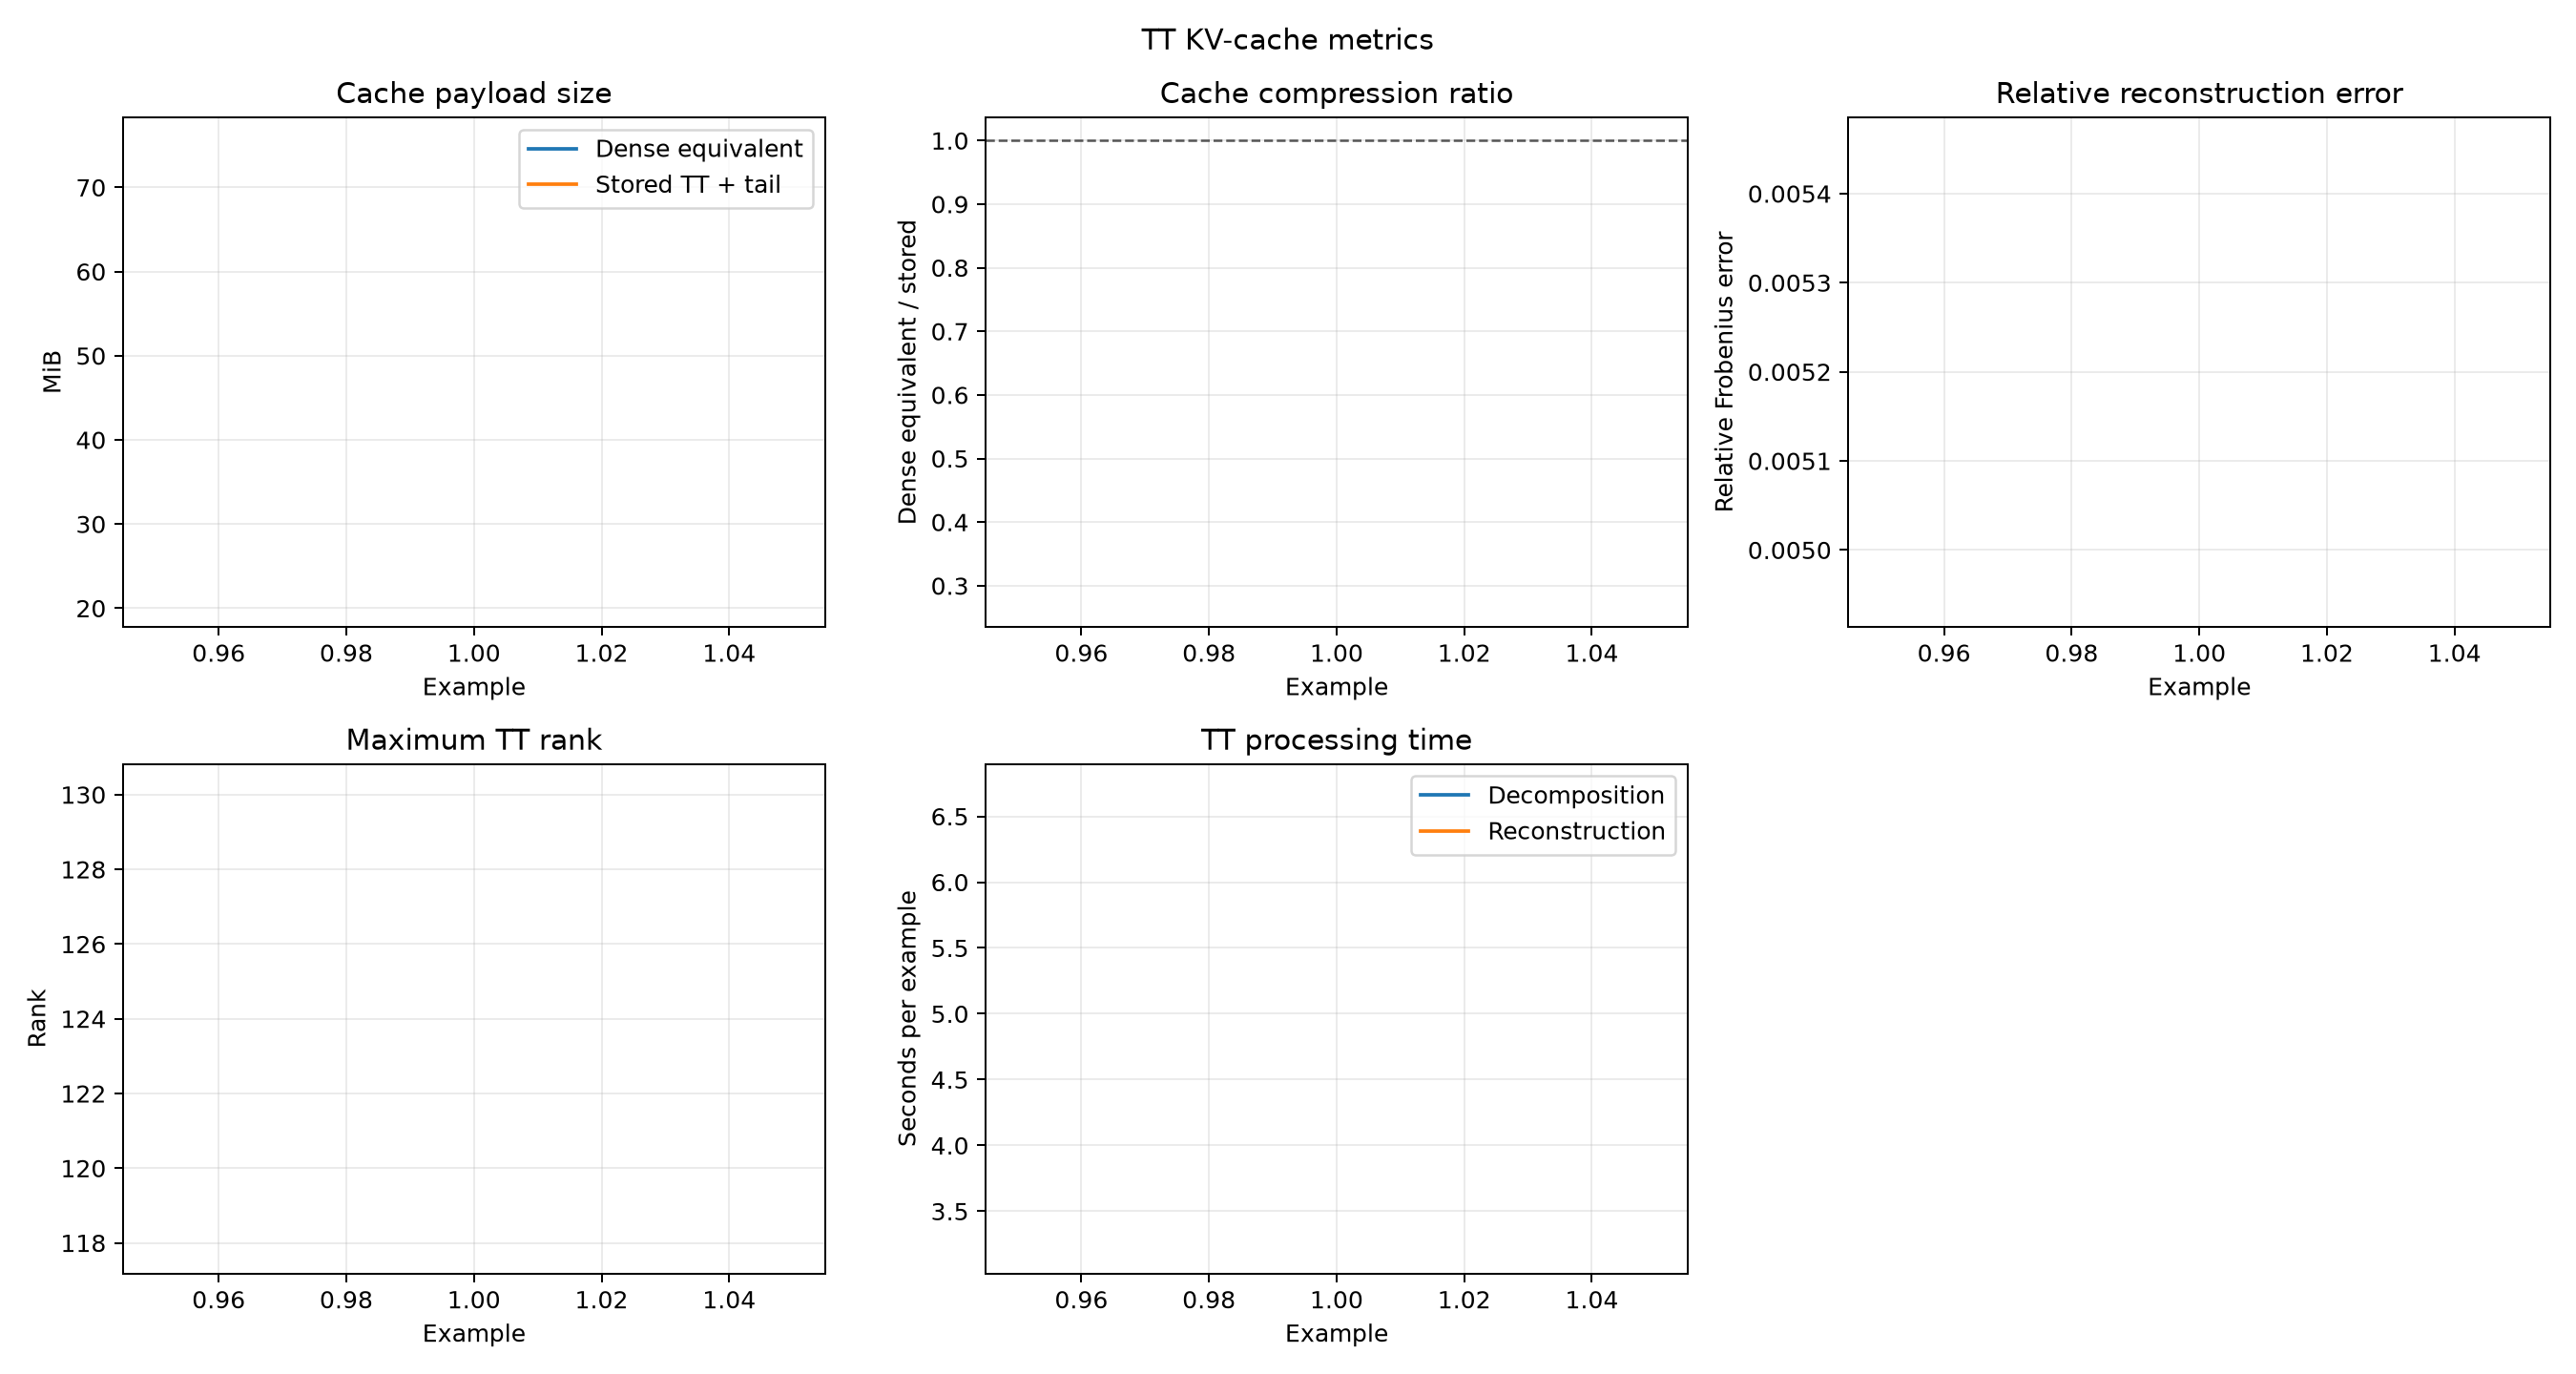 TT KV-cache metrics
Cache payload size
Dense equivalent
Stored TT + tail
MiB
70
60
50
40
30
20
0.96 0.98 1.00 1.02 1.04
Example
Cache compression ratio
Dense equivalent / stored
1.0
0.9
0.8
0.7
0.6
0.5
0.4
0.3
0.96 0.98 1.00 1.02 1.04
Example
Relative reconstruction error
Relative Frobenius error
0.0054
0.0053
0.0052
0.0051
0.0050
0.96 0.98 1.00 1.02 1.04
Example
Maximum TT rank
Rank
130
128
126
124
122
120
118
0.96 0.98 1.00 1.02 1.04
Example
TT processing time
Decomposition
Reconstruction
Seconds per example
6.5
6.0
5.5
5.0
4.5
4.0
3.5
0.96 0.98 1.00 1.02 1.04
Example